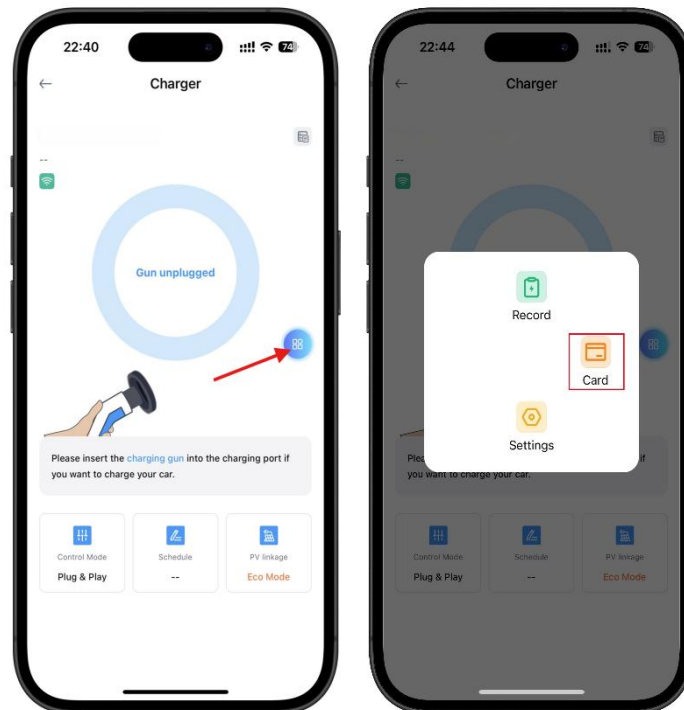 22:40
74
Charger
--
Gun unplugged
Please insert the charging gun into the charging port if
you want to charge your car.
Control Mode
Schedule
PV linkage
Plug & Play
--
Eco Mode
22:44
74
Charger
--
Record
Card
Settings
Plea
if
you want to charge your car.
Control Mode
Schedule
PV linkage
Plug & Play
--
Eco Mode